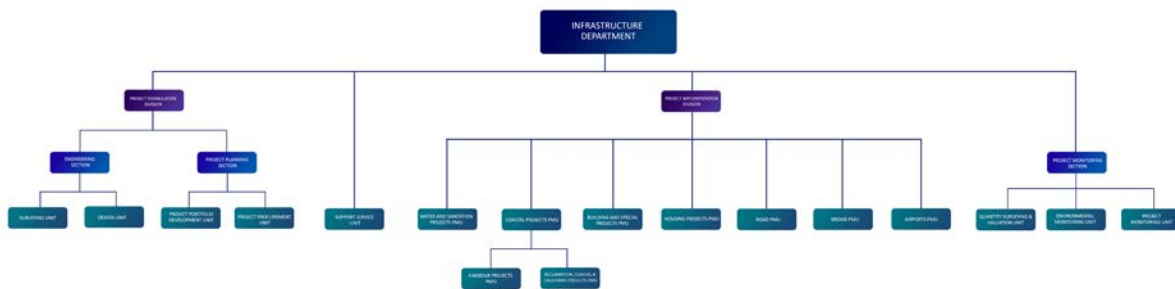 INFRASTRUCTURE
DEPARTMENT
PROJECT FORMULATION
DIVISION
PROJECT IMPLEMENTATION
DIVISION
ENGINEERING
SECTION
PROJECT PLANNING
SECTION
PROJECT MONITORING
SECTION
SURVEYING UNIT
DESIGN UNIT
PROJECT PORTFOLIO
DEVELOPMENT UNIT
PROJECT PROCUREMENT
UNIT
SUPPORT SERVICE
UNIT
WATER AND SANITATION
PROJECTS PMU
COASTAL PROJECTS PMU
BUILDING AND SPECIAL
PROJECTS PMU
HOUSING PROJECTS PMU
ROAD PMU
BRIDGE PMU
AIRPORTS PMU
QUANTITY SURVEYING &
VALUATION UNIT
ENVIRONMENTAL
MONITORING UNIT
PROJECT
MONITORING UNIT
PROJECTS
PMU
RECLAMATION, COASTAL &
PROJECTS PMU